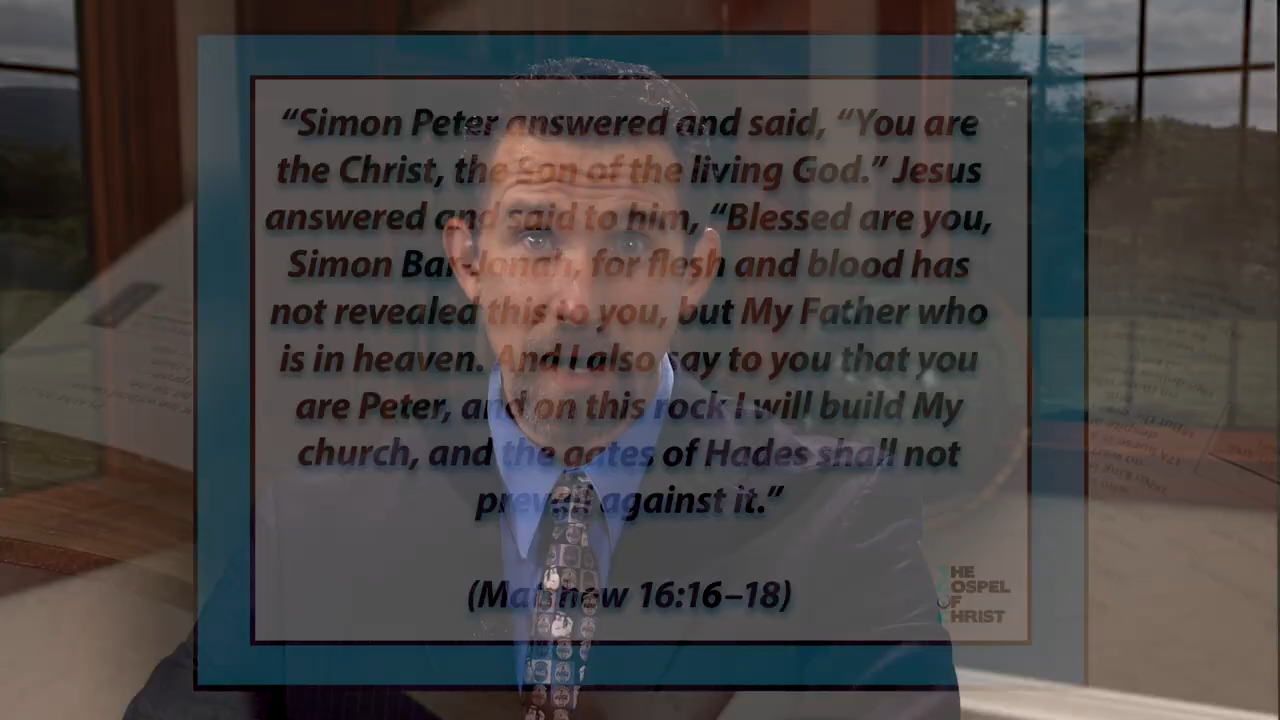 “Simon Peter answered and said, “You are
the Christ, the Son of the living God.” Jesus
answered and said to him, “Blessed are you,
Simon Bar-Jonah, for flesh and blood has
not revealed this to you, but My Father who
is in heaven. And I also say to you that you
are Peter, and on this rock I will build My
church, and the gates of Hades shall not
prevail against it.”
(Matthew 16:16–18)
THE
GOSPEL
OF
CHRIST